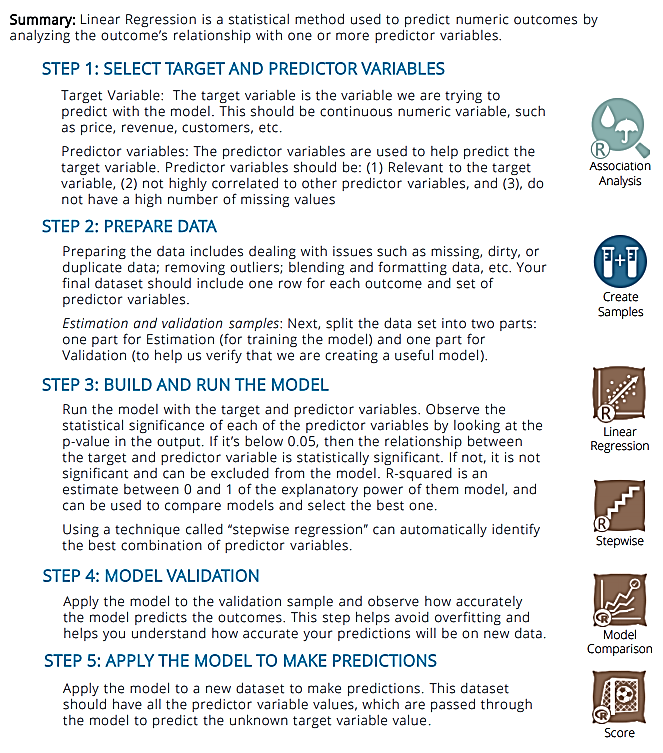 Summary: Linear Regression is a statistical method used to predict numeric outcomes by
analyzing the outcome's relationship with one or more predictor variables.
STEP 1: SELECT TARGET AND PREDICTOR VARIABLES
Target Variable: The target variable is the variable we are trying to
predict with the model. This should be continuous numeric variable, such
as price, revenue, customers, etc.
Predictor variables: The predictor variables are used to help predict the
target variable. Predictor variables should be: (1) Relevant to the target
variable, (2) not highly correlated to other predictor variables, and (3), do
not have a high number of missing values
R
Association
Analysis
STEP 2: PREPARE DATA
Preparing the data includes dealing with issues such as missing, dirty, or
duplicate data; removing outliers; blending and formatting data, etc. Your
final dataset should include one row for each outcome and set of
predictor variables.
Estimation and validation samples: Next, split the data set into two parts:
one part for Estimation (for training the model) and one part for
Validation (to help us verify that we are creating a useful model).
Create
Samples
STEP 3: BUILD AND RUN THE MODEL
Run the model with the target and predictor variables. Observe the
statistical significance of each of the predictor variables by looking at the
p-value in the output. If it's below 0.05, then the relationship between
the target and predictor variable is statistically significant. If not, it is not
significant and can be excluded from the model. R-squared is an
estimate between 0 and 1 of the explanatory power of them model, and
can be used to compare models and select the best one.
Using a technique called "stepwise regression" can automatically identify
the best combination of predictor variables.
R
Linear
Regression
R
Stepwise
STEP 4: MODEL VALIDATION
Apply the model to the validation sample and observe how accurately
the model predicts the outcomes. This step helps avoid overfitting and
helps you understand how accurate your predictions will be on new data.
R
Model
Comparison
STEP 5: APPLY THE MODEL TO MAKE PREDICTIONS
Apply the model to a new dataset to make predictions. This dataset
should have all the predictor variable values, which are passed through
the model to predict the unknown target variable value.
R
Score